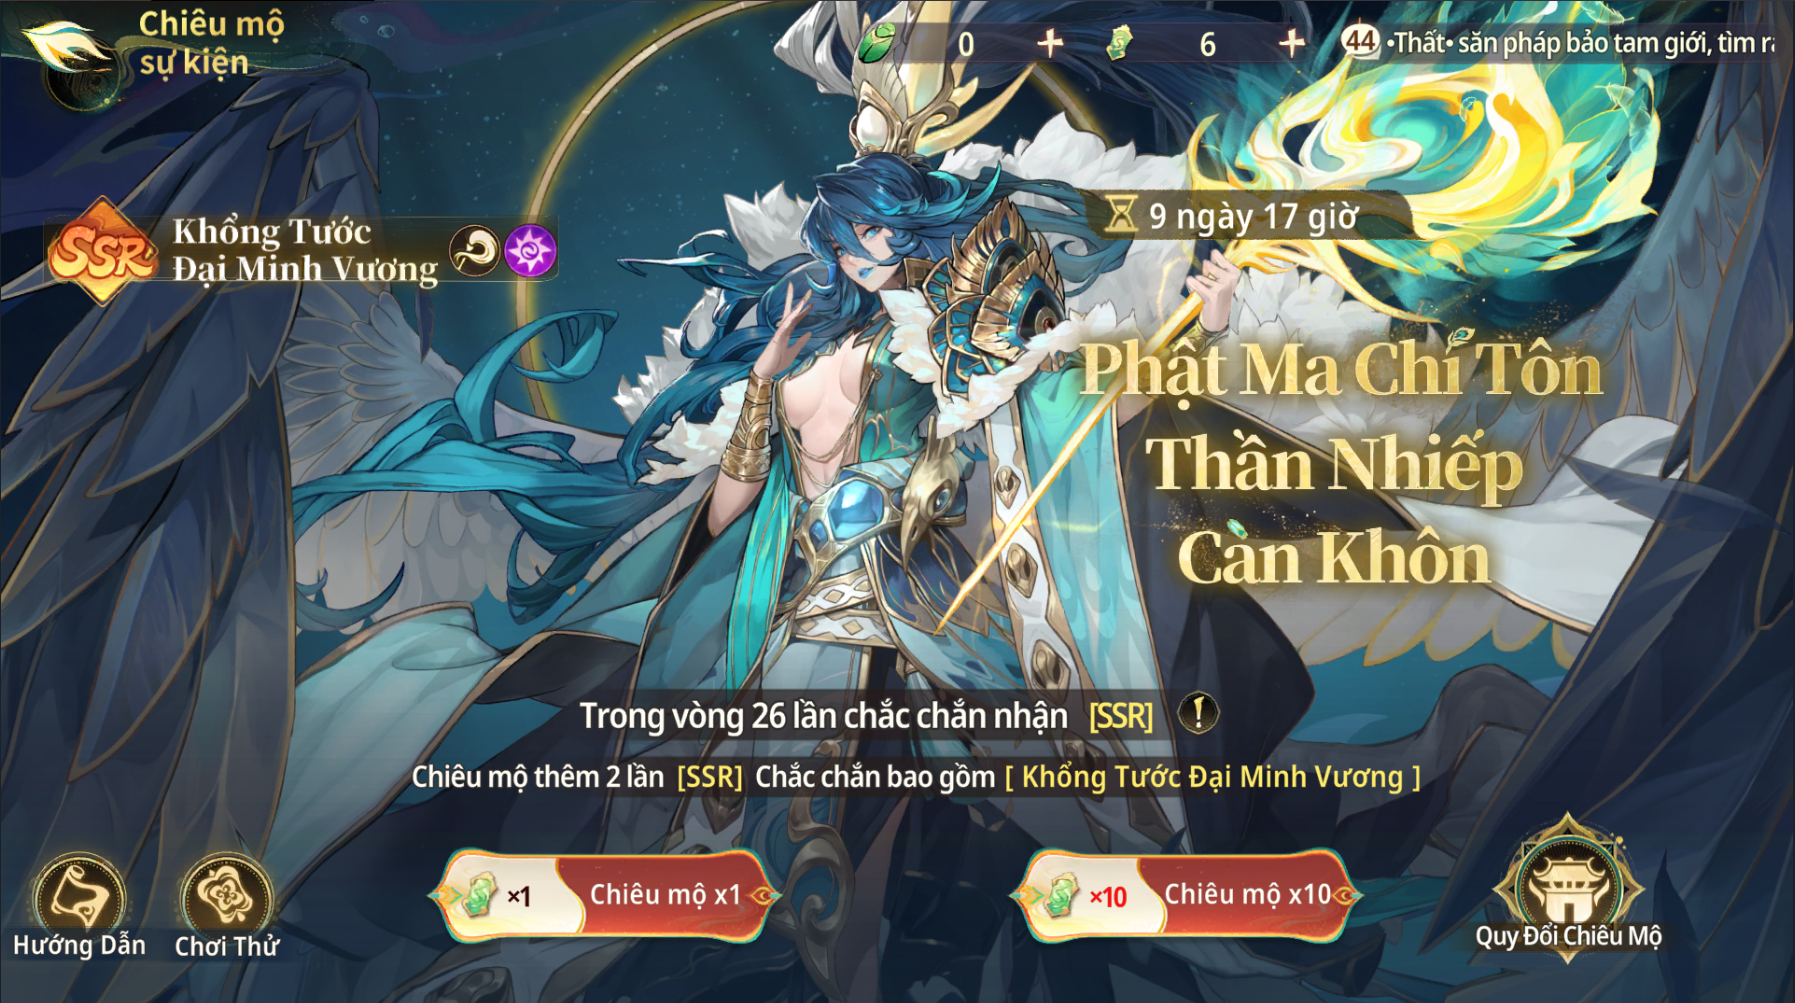 Chiêu mộ
sự kiện
0
6
44 •Thất• săn pháp bảo tam giới, tìm
SSR
Khổng Tước
Đại Minh Vương
9 ngày 17 giờ
Phật Ma Chí Tôn
Thần Nhiếp
Càn Khôn
Trong vòng 26 lần chắc chắn nhận [SSR] !
Chiêu mộ thêm 2 lần [SSR] Chắc chắn bao gồm [ Khổng Tước Đại Minh Vương ]
×1 Chiêu mộ x1
×10 Chiêu mộ x10
Hướng Dẫn
Chơi Thử
Quy Đổi Chiêu Mộ